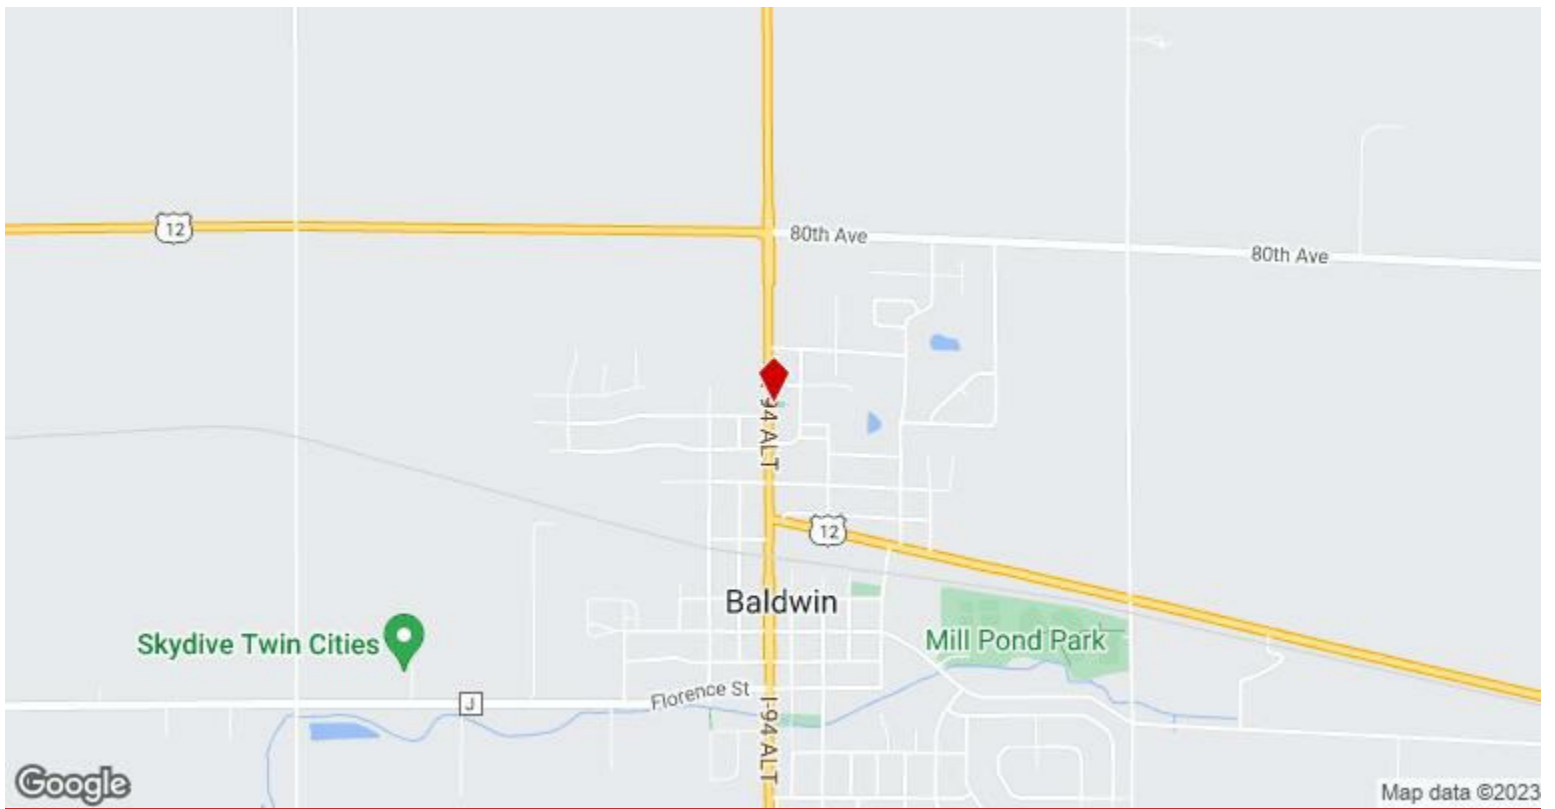 12
80th Ave
80th Ave
94 ALT
12
Baldwin
Skydive Twin Cities
Mill Pond Park
Florence St
J
I-94 ALT
Google
Map data ©2023